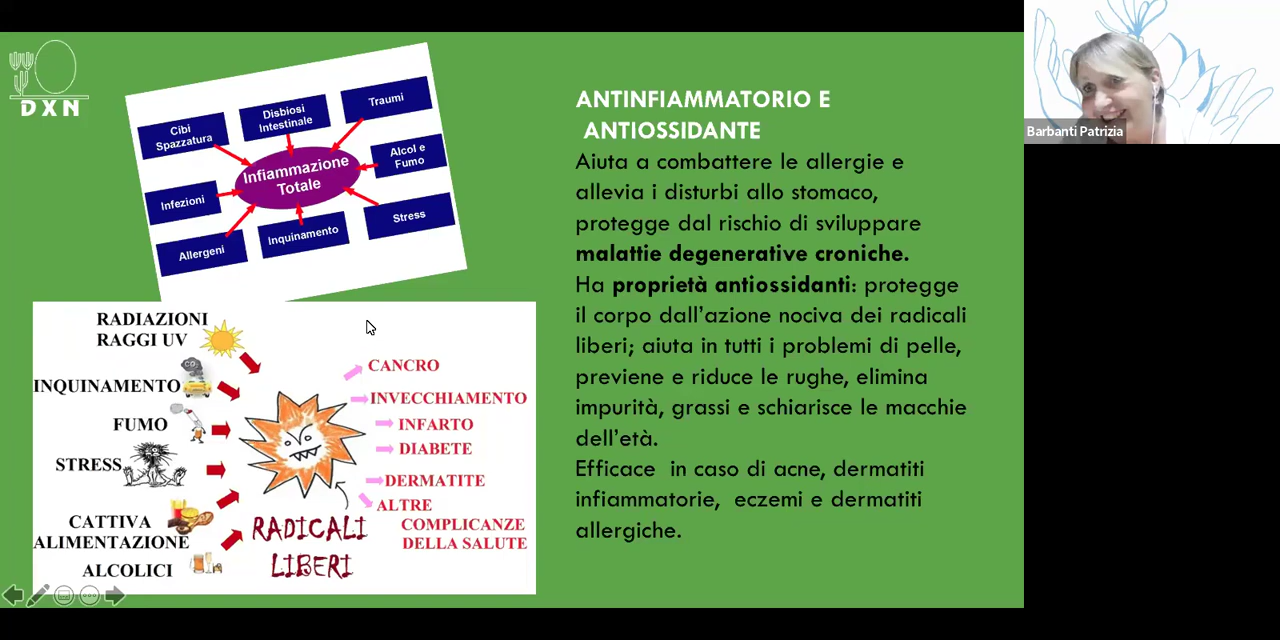 DXN
Cibi
Spazzatura
Disbiosi
Intestinale
Traumi
Infiammazione
Totale
Alcol e
Fumo
Infezioni
Stress
Allergeni
Inquinamento
RADIAZIONI
RAGGI UV
INQUINAMENTO
CO₂
FUMO
STRESS
CATTIVA
ALIMENTAZIONE
ALCOLICI
RADICALI
LIBERI
CANCRO
INVECCHIAMENTO
INFARTO
DIABETE
DERMATITE
ALTRE
COMPLICANZE
DELLA SALUTE
ANTINFIAMMATORIO E
ANTIOSSIDANTE
Aiuta a combattere le allergie e
allevia i disturbi allo stomaco,
protegge dal rischio di sviluppare
malattie degenerative croniche.
Ha proprietà antiossidanti: protegge
il corpo dall’azione nociva dei radicali
liberi; aiuta in tutti i problemi di pelle,
previene e riduce le rughe, elimina
impurità, grassi e schiarisce le macchie
dell’età.
Efficace in caso di acne, dermatiti
infiammatorie, eczemi e dermatiti
allergiche.
Barbanti Patrizia